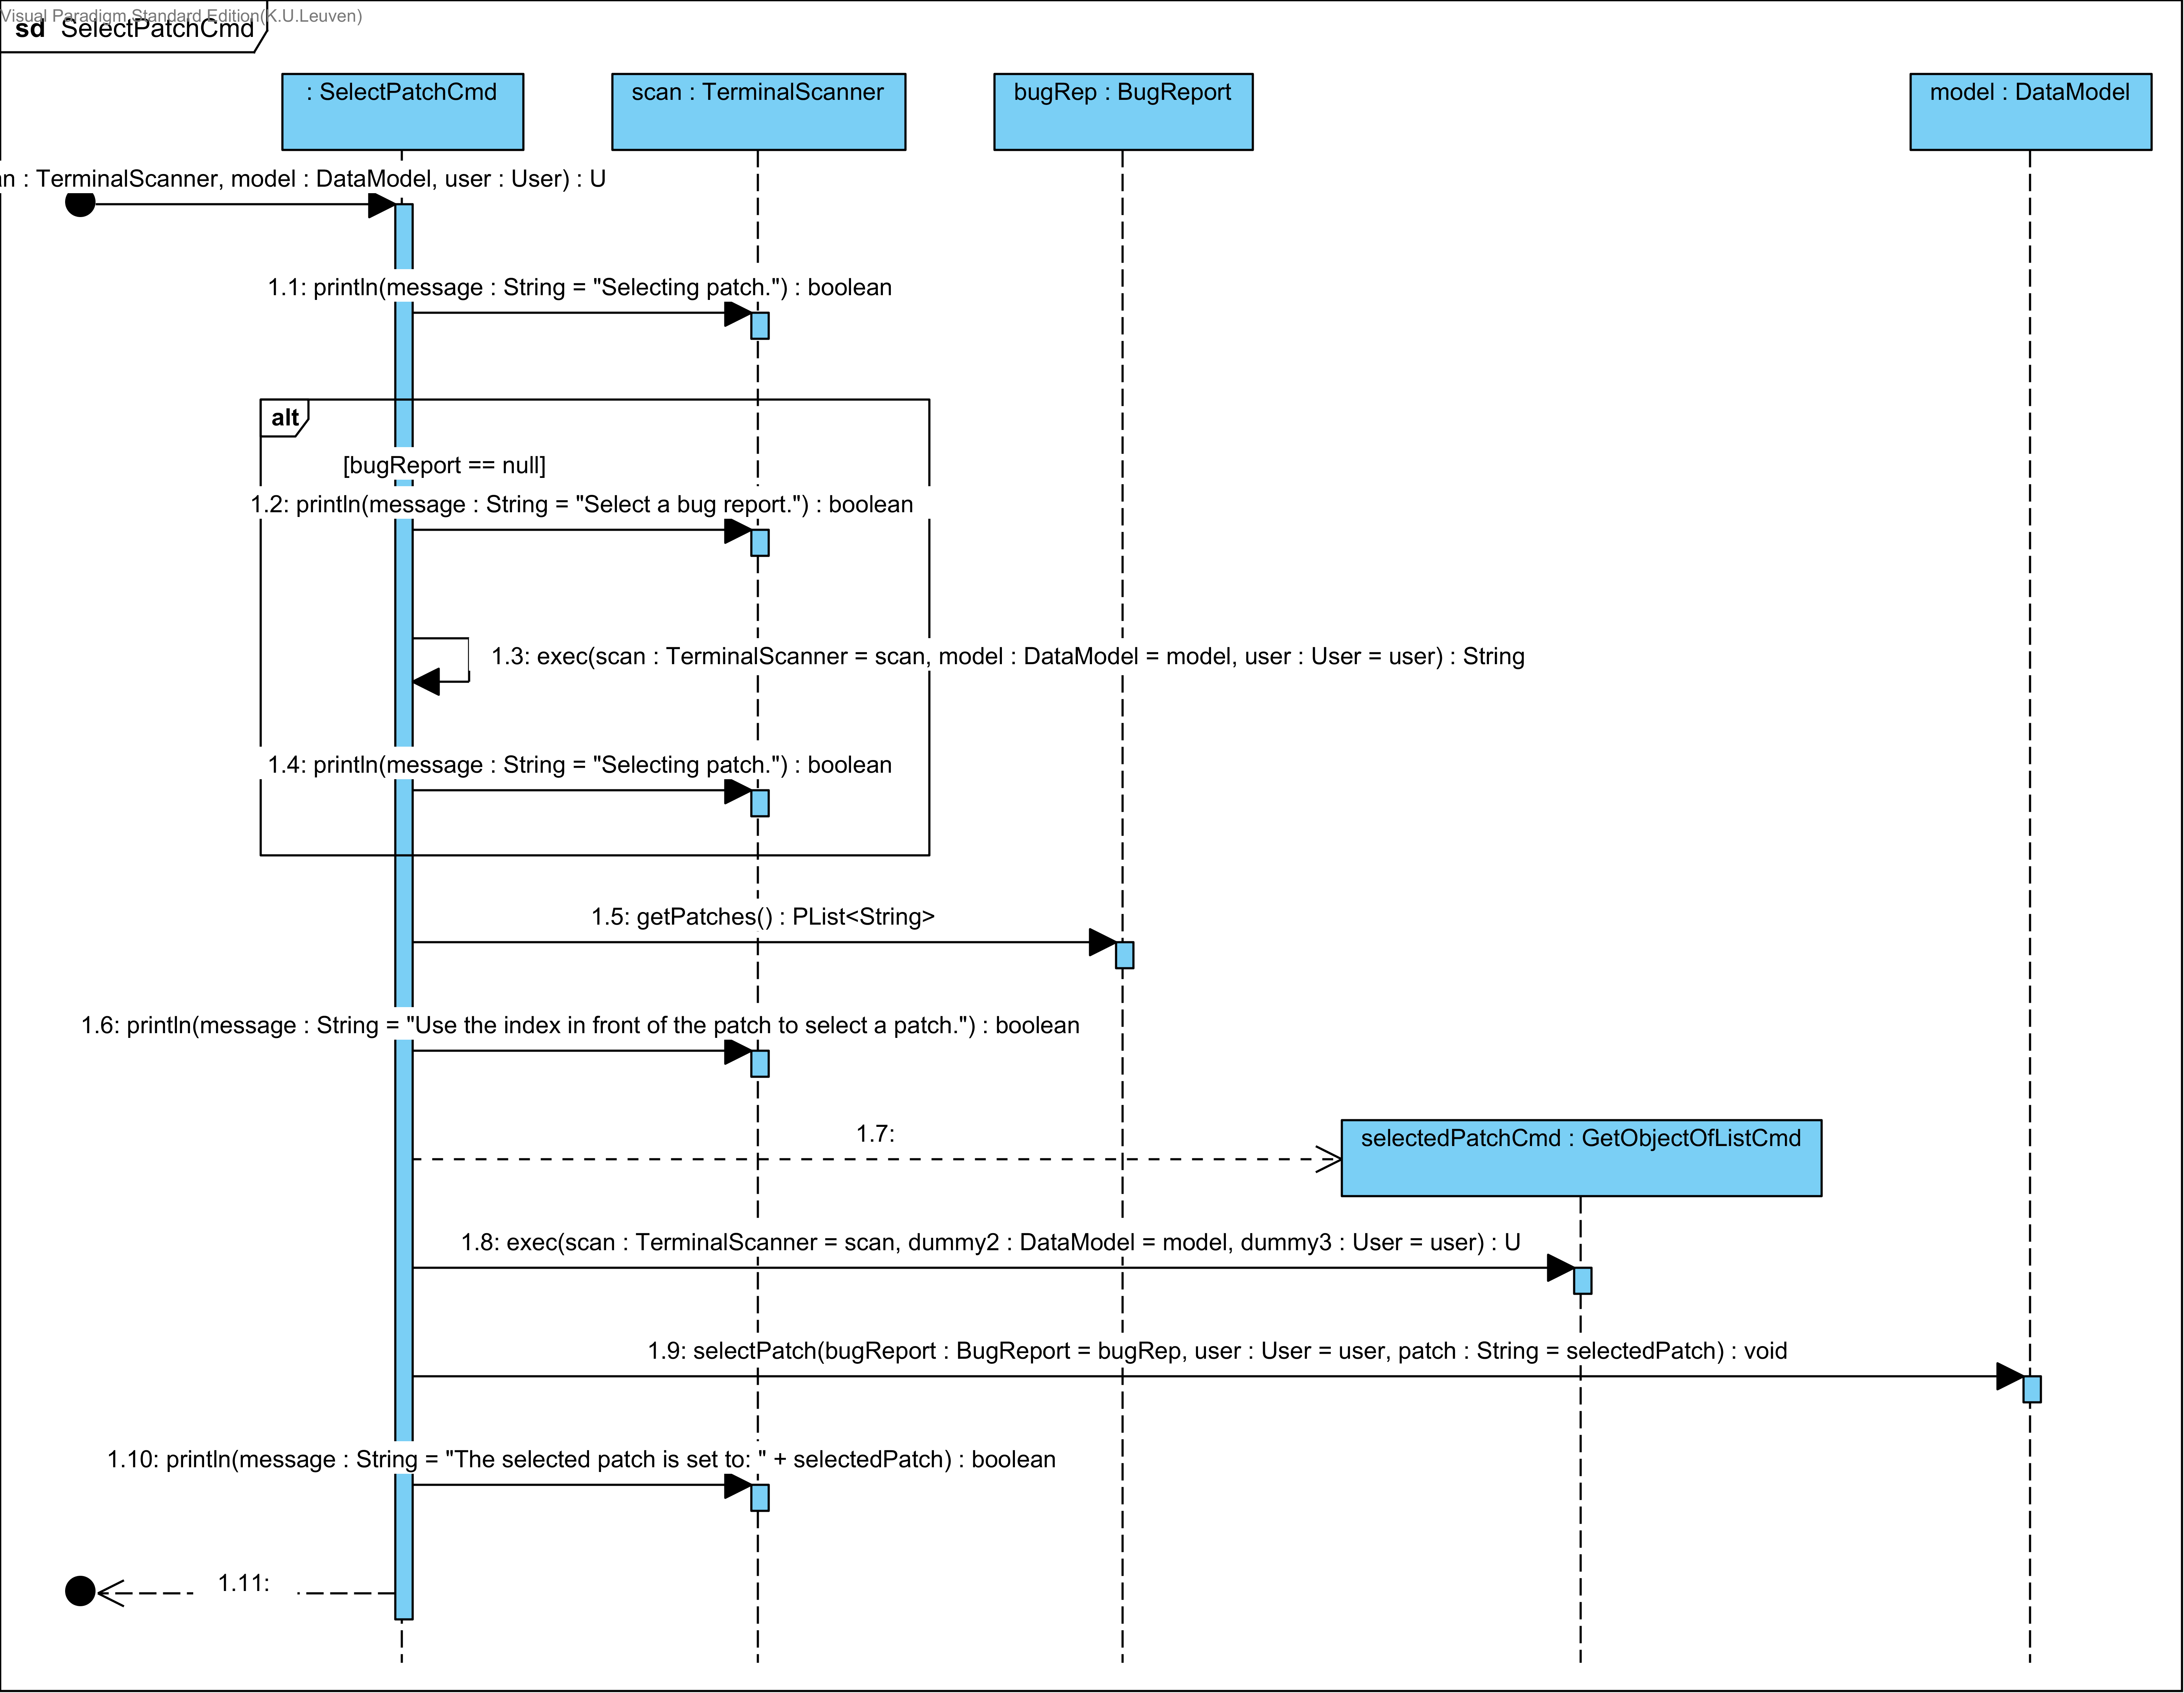 Visual Paradigm Standard Edition(K.U.Leuven)
sd SelectPatchCmd
: SelectPatchCmd
scan : TerminalScanner
bugRep : BugReport
model : DataModel
: TerminalScanner, model : DataModel, user : User) : U
1.1: println(message : String = "Selecting patch.") : boolean
alt
[bugReport == null]
1.2: println(message : String = "Select a bug report.") : boolean
1.3: exec(scan : TerminalScanner = scan, model : DataModel = model, user : User = user) : String
1.4: println(message : String = "Selecting patch.") : boolean
1.5: getPatches() : PList<String>
1.6: println(message : String = "Use the index in front of the patch to select a patch.") : boolean
1.7:
selectedPatchCmd : GetObjectOfListCmd
1.8: exec(scan : TerminalScanner = scan, dummy2 : DataModel = model, dummy3 : User = user) : U
1.9: selectPatch(bugReport : BugReport = bugRep, user : User = user, patch : String = selectedPatch) : void
1.10: println(message : String = "The selected patch is set to: " + selectedPatch) : boolean
1.11: